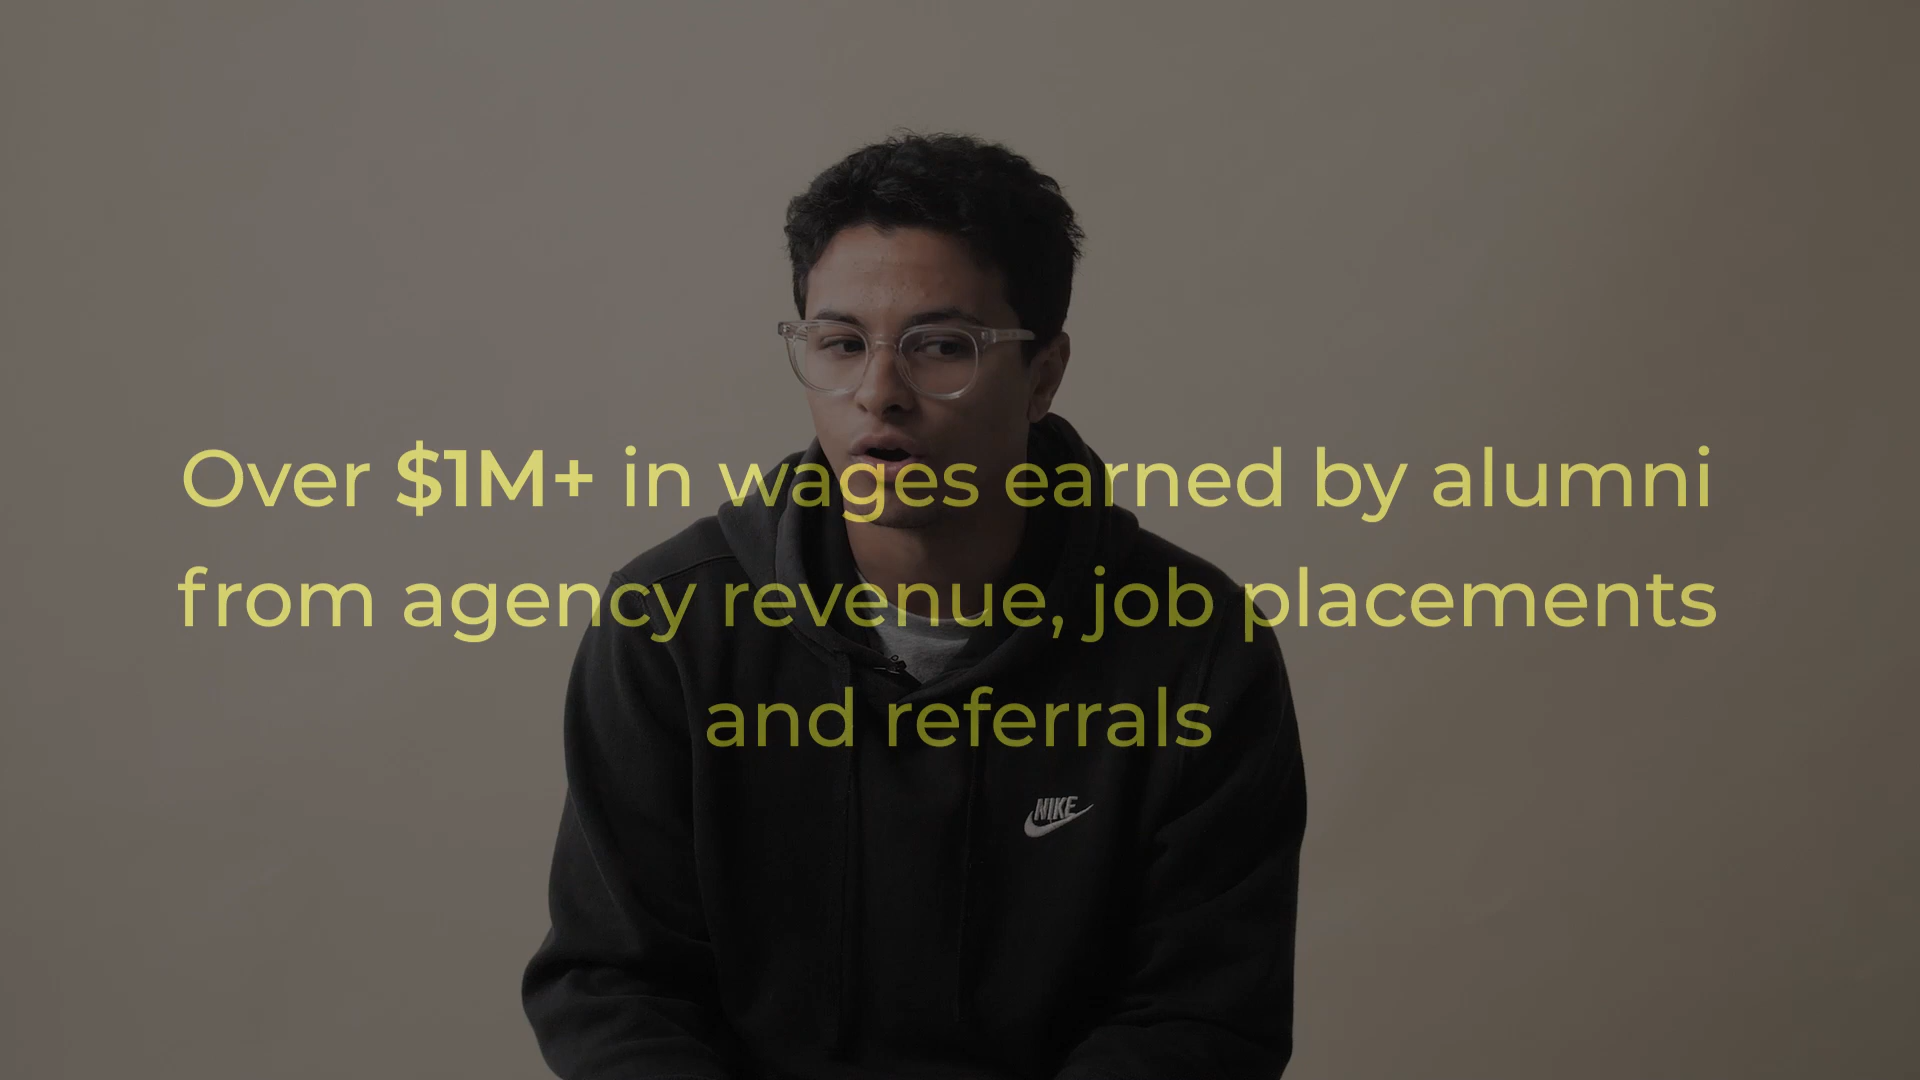 Over $1M+ in wages earned by alumni
from agency revenue, job placements
and referrals
NIKE